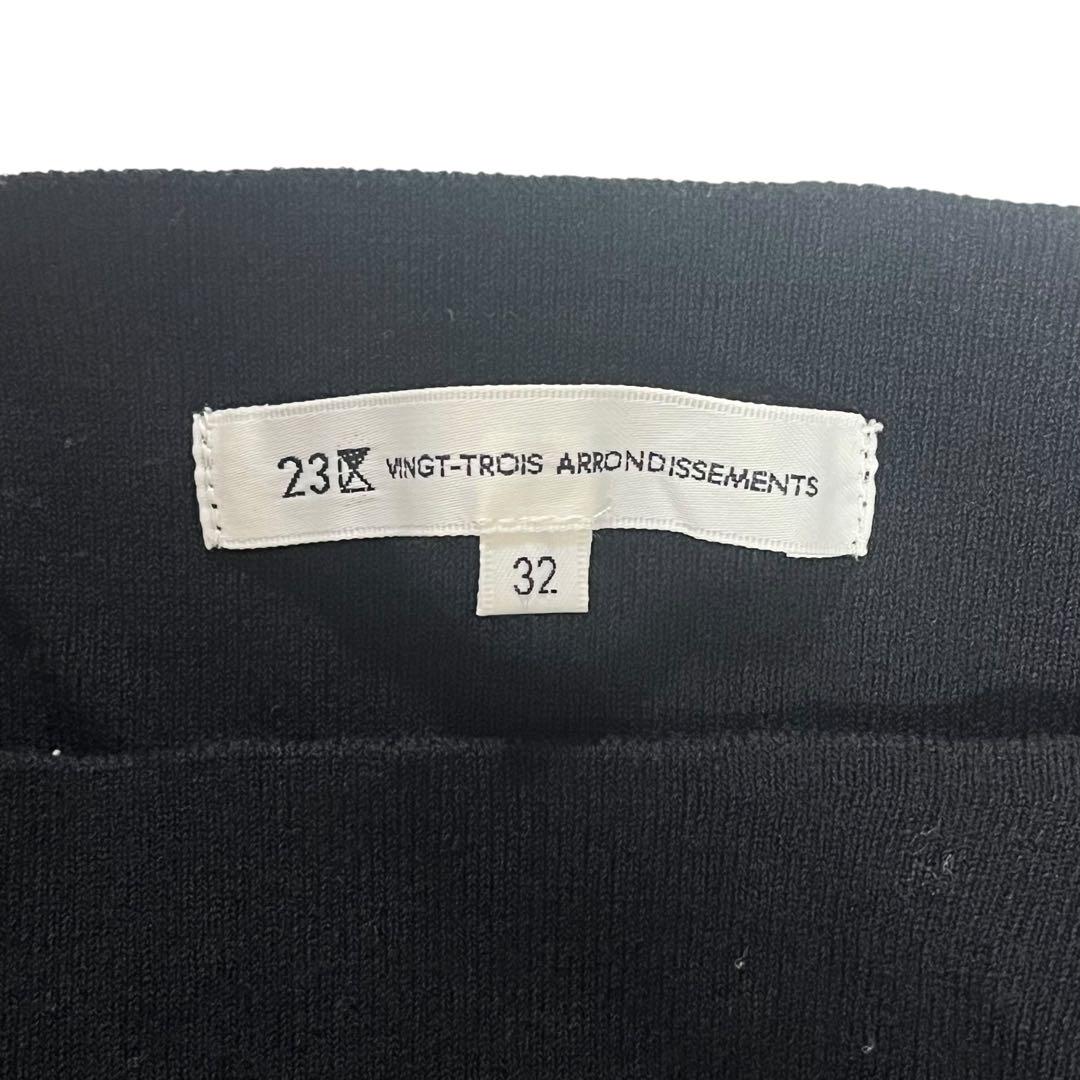 23区 VINGT-TROIS ARRONDISSEMENTS
32